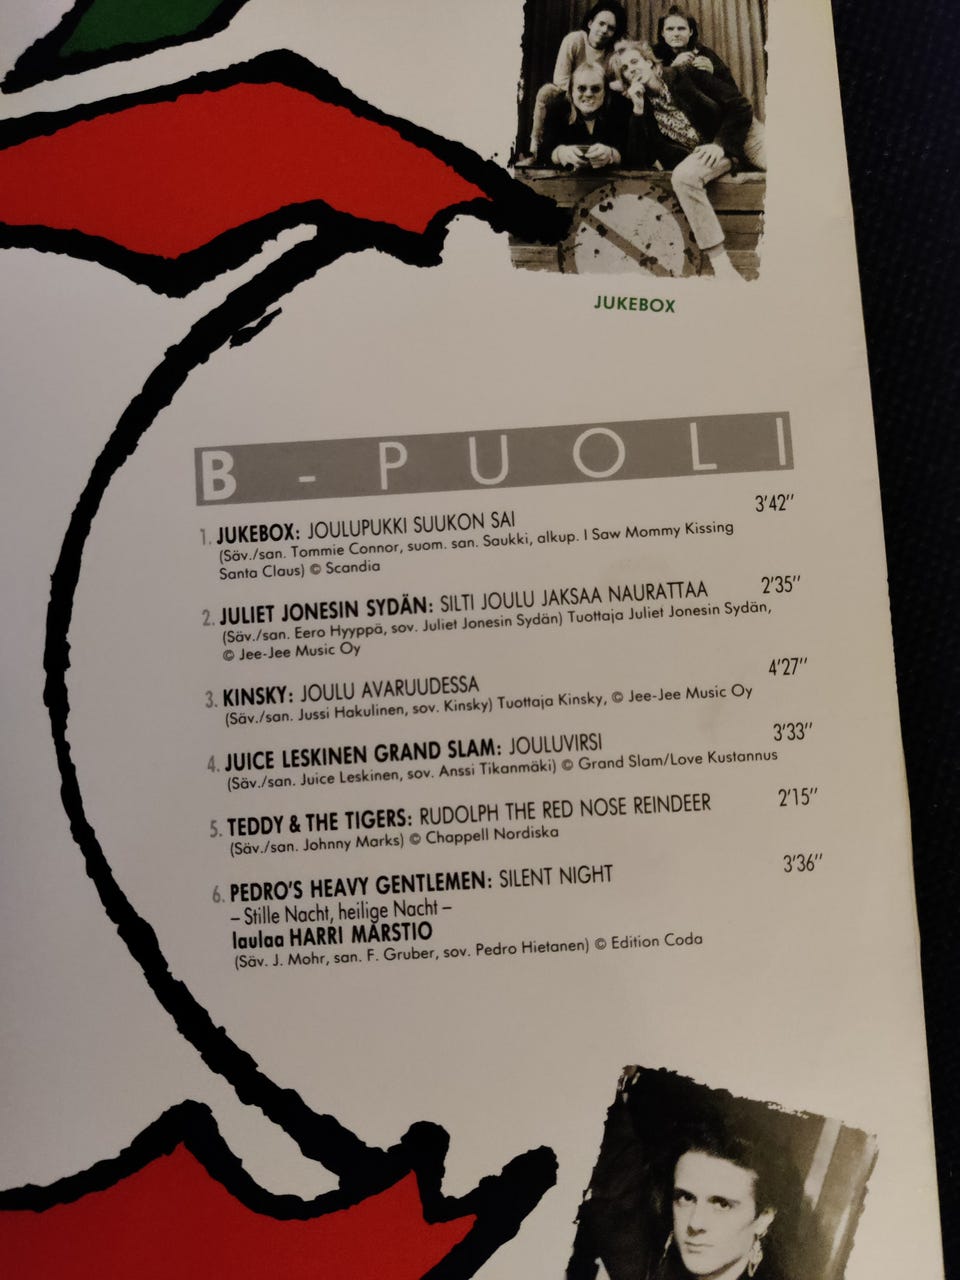 JUKEBOX
B - PUOLI
1. JUKEBOX: JOULUPUKKI SUUKON SAI 3'42"
(Säv./san. Tommie Connor, suom. san. Saukki, alkup. I Saw Mommy Kissing
Santa Claus) © Scandia
2. JULIET JONESIN SYDÄN: SILTI JOULU JAKSAA NAURATTAA 2'35"
(Säv./san. Eero Hyyppä, sov. Juliet Jonesin Sydän) Tuottaja Juliet Jonesin Sydän,
© Jee-Jee Music Oy
3. KINSKY: JOULU AVARUUDESSA 4'27"
(Säv./san. Jussi Hakulinen, sov. Kinsky) Tuottaja Kinsky, © Jee-Jee Music Oy
4. JUICE LESKINEN GRAND SLAM: JOULUVIRSI 3'33"
(Säv./san. Juice Leskinen, sov. Anssi Tikanmäki) © Grand Slam/Love Kustannus
5. TEDDY & THE TIGERS: RUDOLPH THE RED NOSE REINDEER 2'15"
(Säv./san. Johnny Marks) © Chappell Nordiska
6. PEDRO'S HEAVY GENTLEMEN: SILENT NIGHT 3'36"
– Stille Nacht, heilige Nacht –
laulaa HARRI MARSTIO
(Säv. J. Mohr, san. F. Gruber, sov. Pedro Hietanen) © Edition Coda